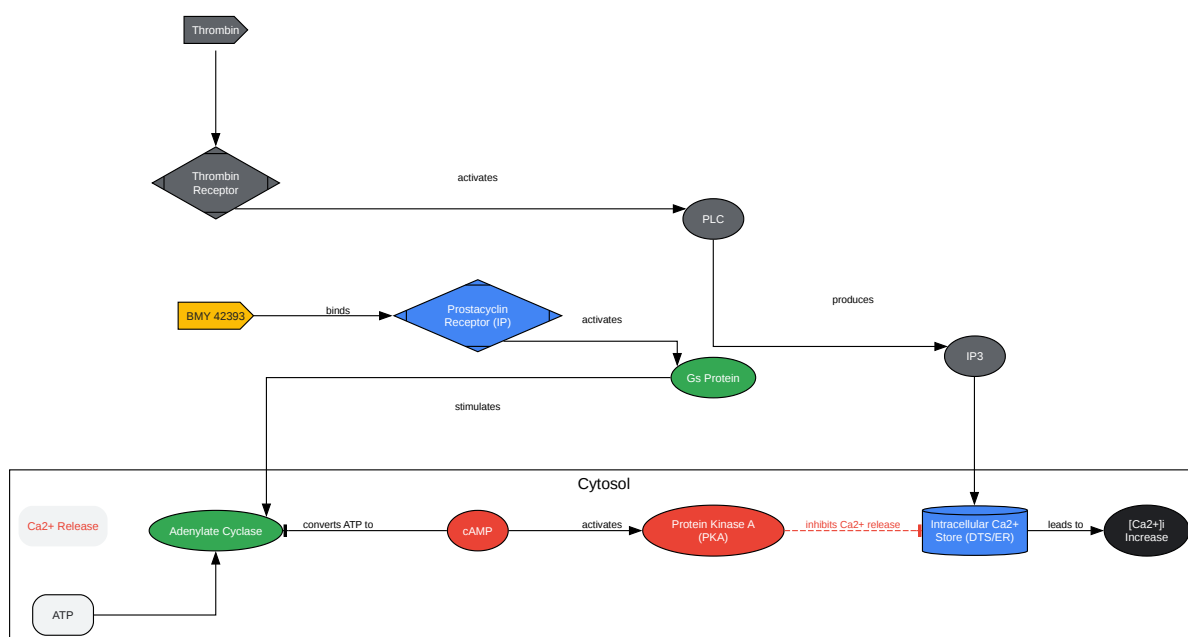 Thrombin
Thrombin
Receptor
activates
PLC
BMY 42393
binds
Prostacyclin
Receptor (IP)
activates
produces
IP3
Gs Protein
stimulates
Cytosol
Ca2+ Release
Adenylate Cyclase
converts ATP to
cAMP
activates
Protein Kinase A
(PKA)
inhibits Ca2+ release
Intracellular Ca2+
Store (DTS/ER)
leads to
[Ca2+]i
Increase
ATP